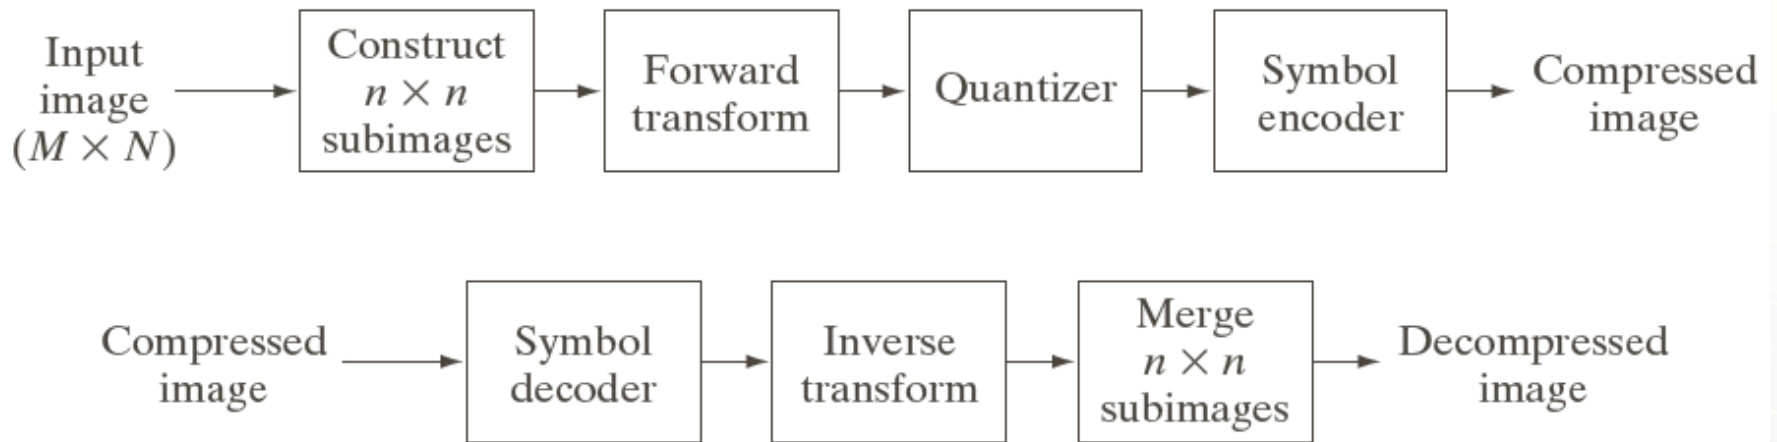 Input
image
(M × N)
Construct
n × n
subimages
Forward
transform
Quantizer
Symbol
encoder
Compressed
image
Compressed
image
Symbol
decoder
Inverse
transform
Merge
n × n
subimages
Decompressed
image